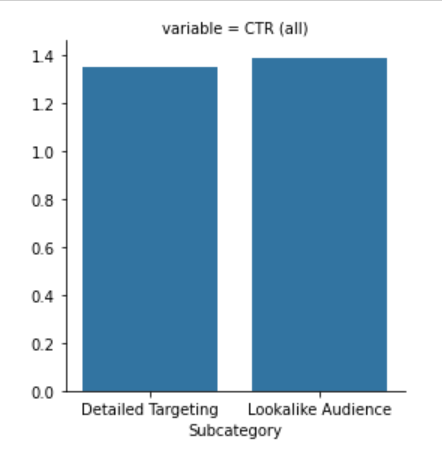 variable = CTR (all)
1.4
1.2
1.0
0.8
0.6
0.4
0.2
0.0
Detailed Targeting Lookalike Audience
Subcategory